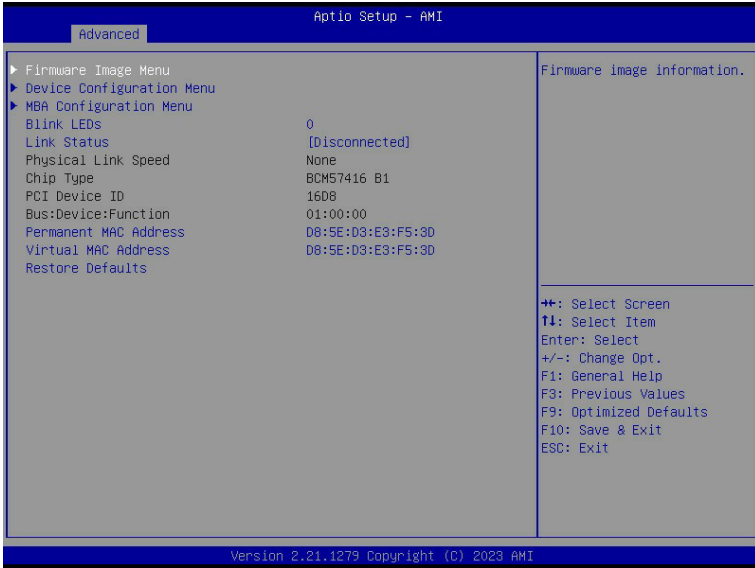 Aptio Setup – AMI
Advanced
Firmware Image Menu
Device Configuration Menu
MBA Configuration Menu
Blink LEDs 0
Link Status [Disconnected]
Physical Link Speed None
Chip Type BCM57416 B1
PCI Device ID 16D8
Bus:Device:Function 01:00:00
Permanent MAC Address D8:5E:D3:E3:F5:3D
Virtual MAC Address D8:5E:D3:E3:F5:3D
Restore Defaults
Firmware image information.
→←: Select Screen
↑↓: Select Item
Enter: Select
+/-: Change Opt.
F1: General Help
F3: Previous Values
F9: Optimized Defaults
F10: Save & Exit
ESC: Exit
Version 2.21.1279 Copyright (C) 2023 AMI